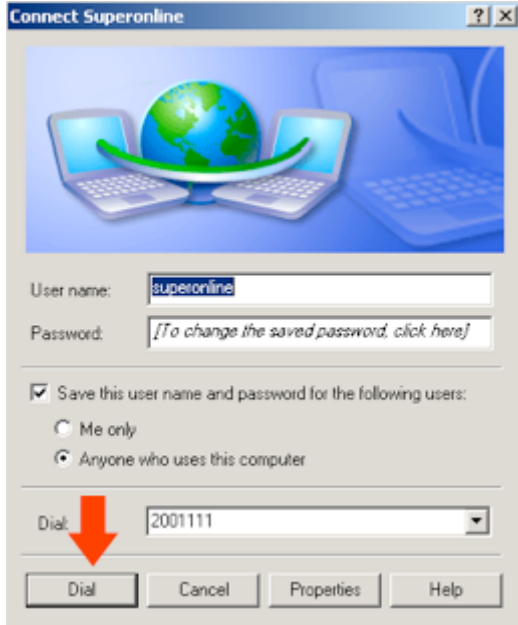 Connect Superonline
User name: superonline
Password: [To change the saved password, click here]
Save this user name and password for the following users:
Me only
Anyone who uses this computer
Dial: 2001111
Dial Cancel Properties Help